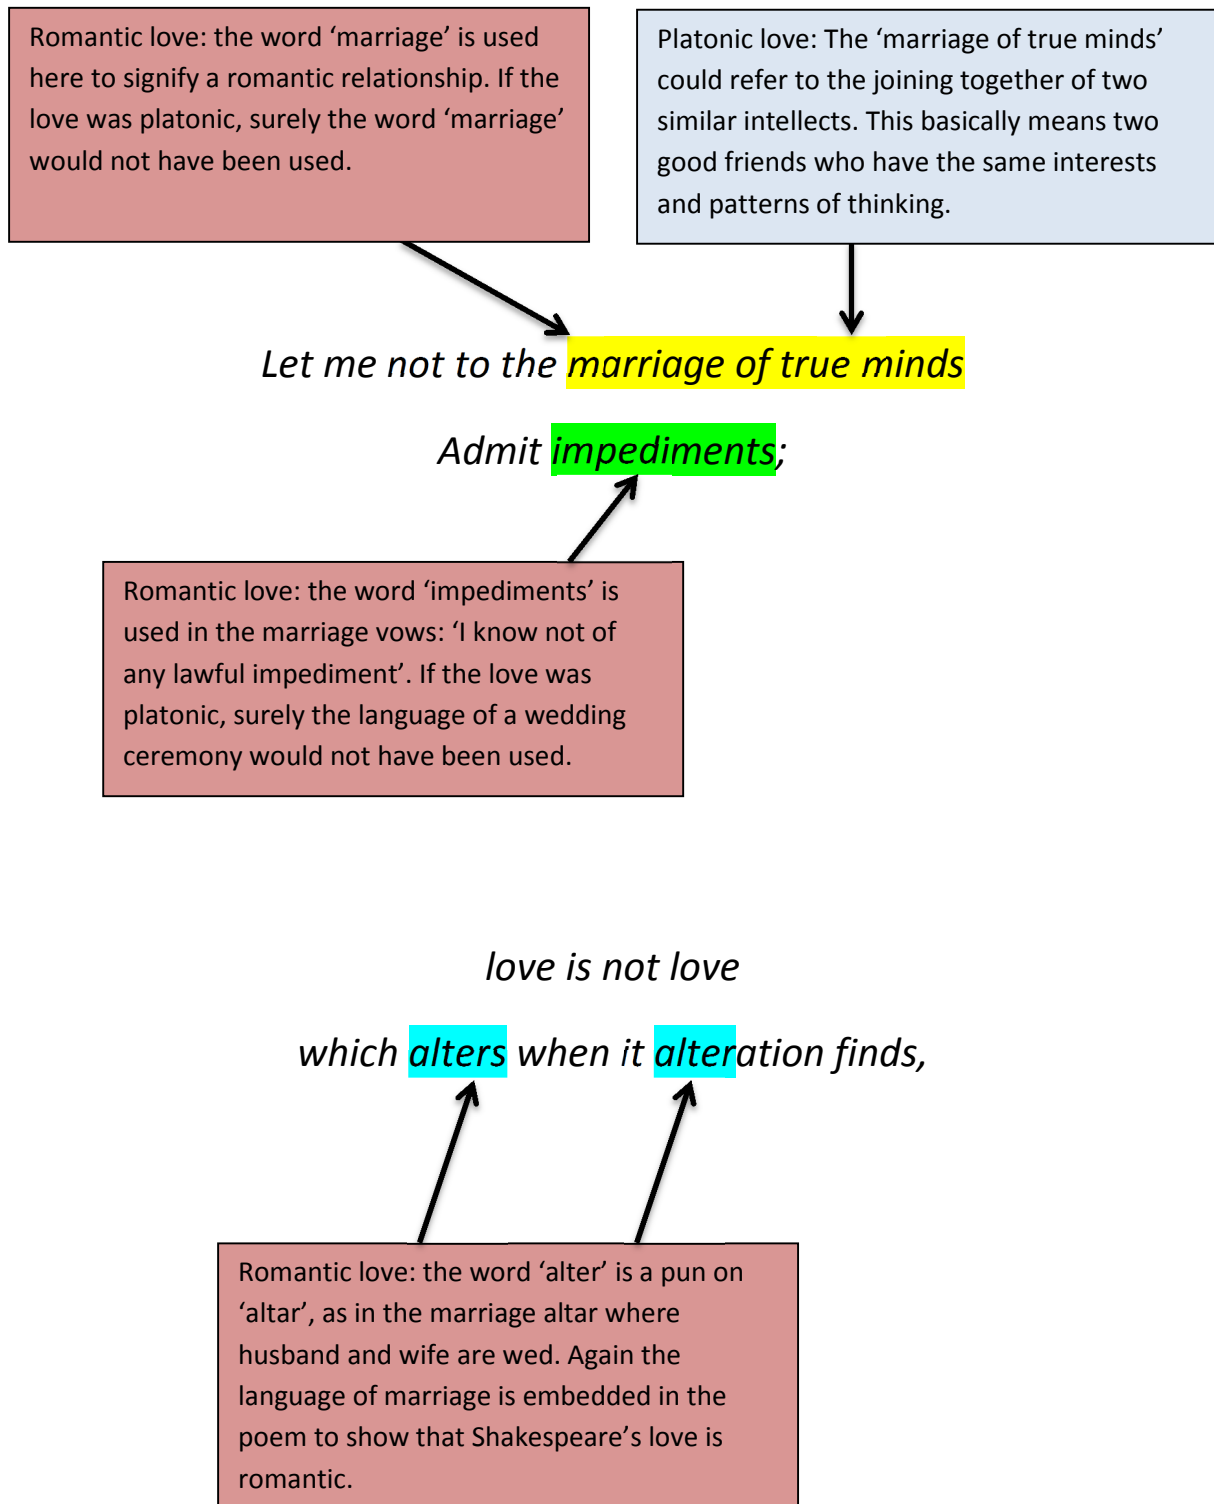 Romantic love: the word ‘marriage’ is used
here to signify a romantic relationship. If the
love was platonic, surely the word ‘marriage’
would not have been used.
Platonic love: The ‘marriage of true minds’
could refer to the joining together of two
similar intellects. This basically means two
good friends who have the same interests
and patterns of thinking.
Let me not to the marriage of true minds
Admit impediments;
Romantic love: the word ‘impediments’ is
used in the marriage vows: ‘I know not of
any lawful impediment’. If the love was
platonic, surely the language of a wedding
ceremony would not have been used.
love is not love
which alters when it alteration finds,
Romantic love: the word ‘alter’ is a pun on
‘altar’, as in the marriage altar where
husband and wife are wed. Again the
language of marriage is embedded in the
poem to show that Shakespeare’s love is
romantic.